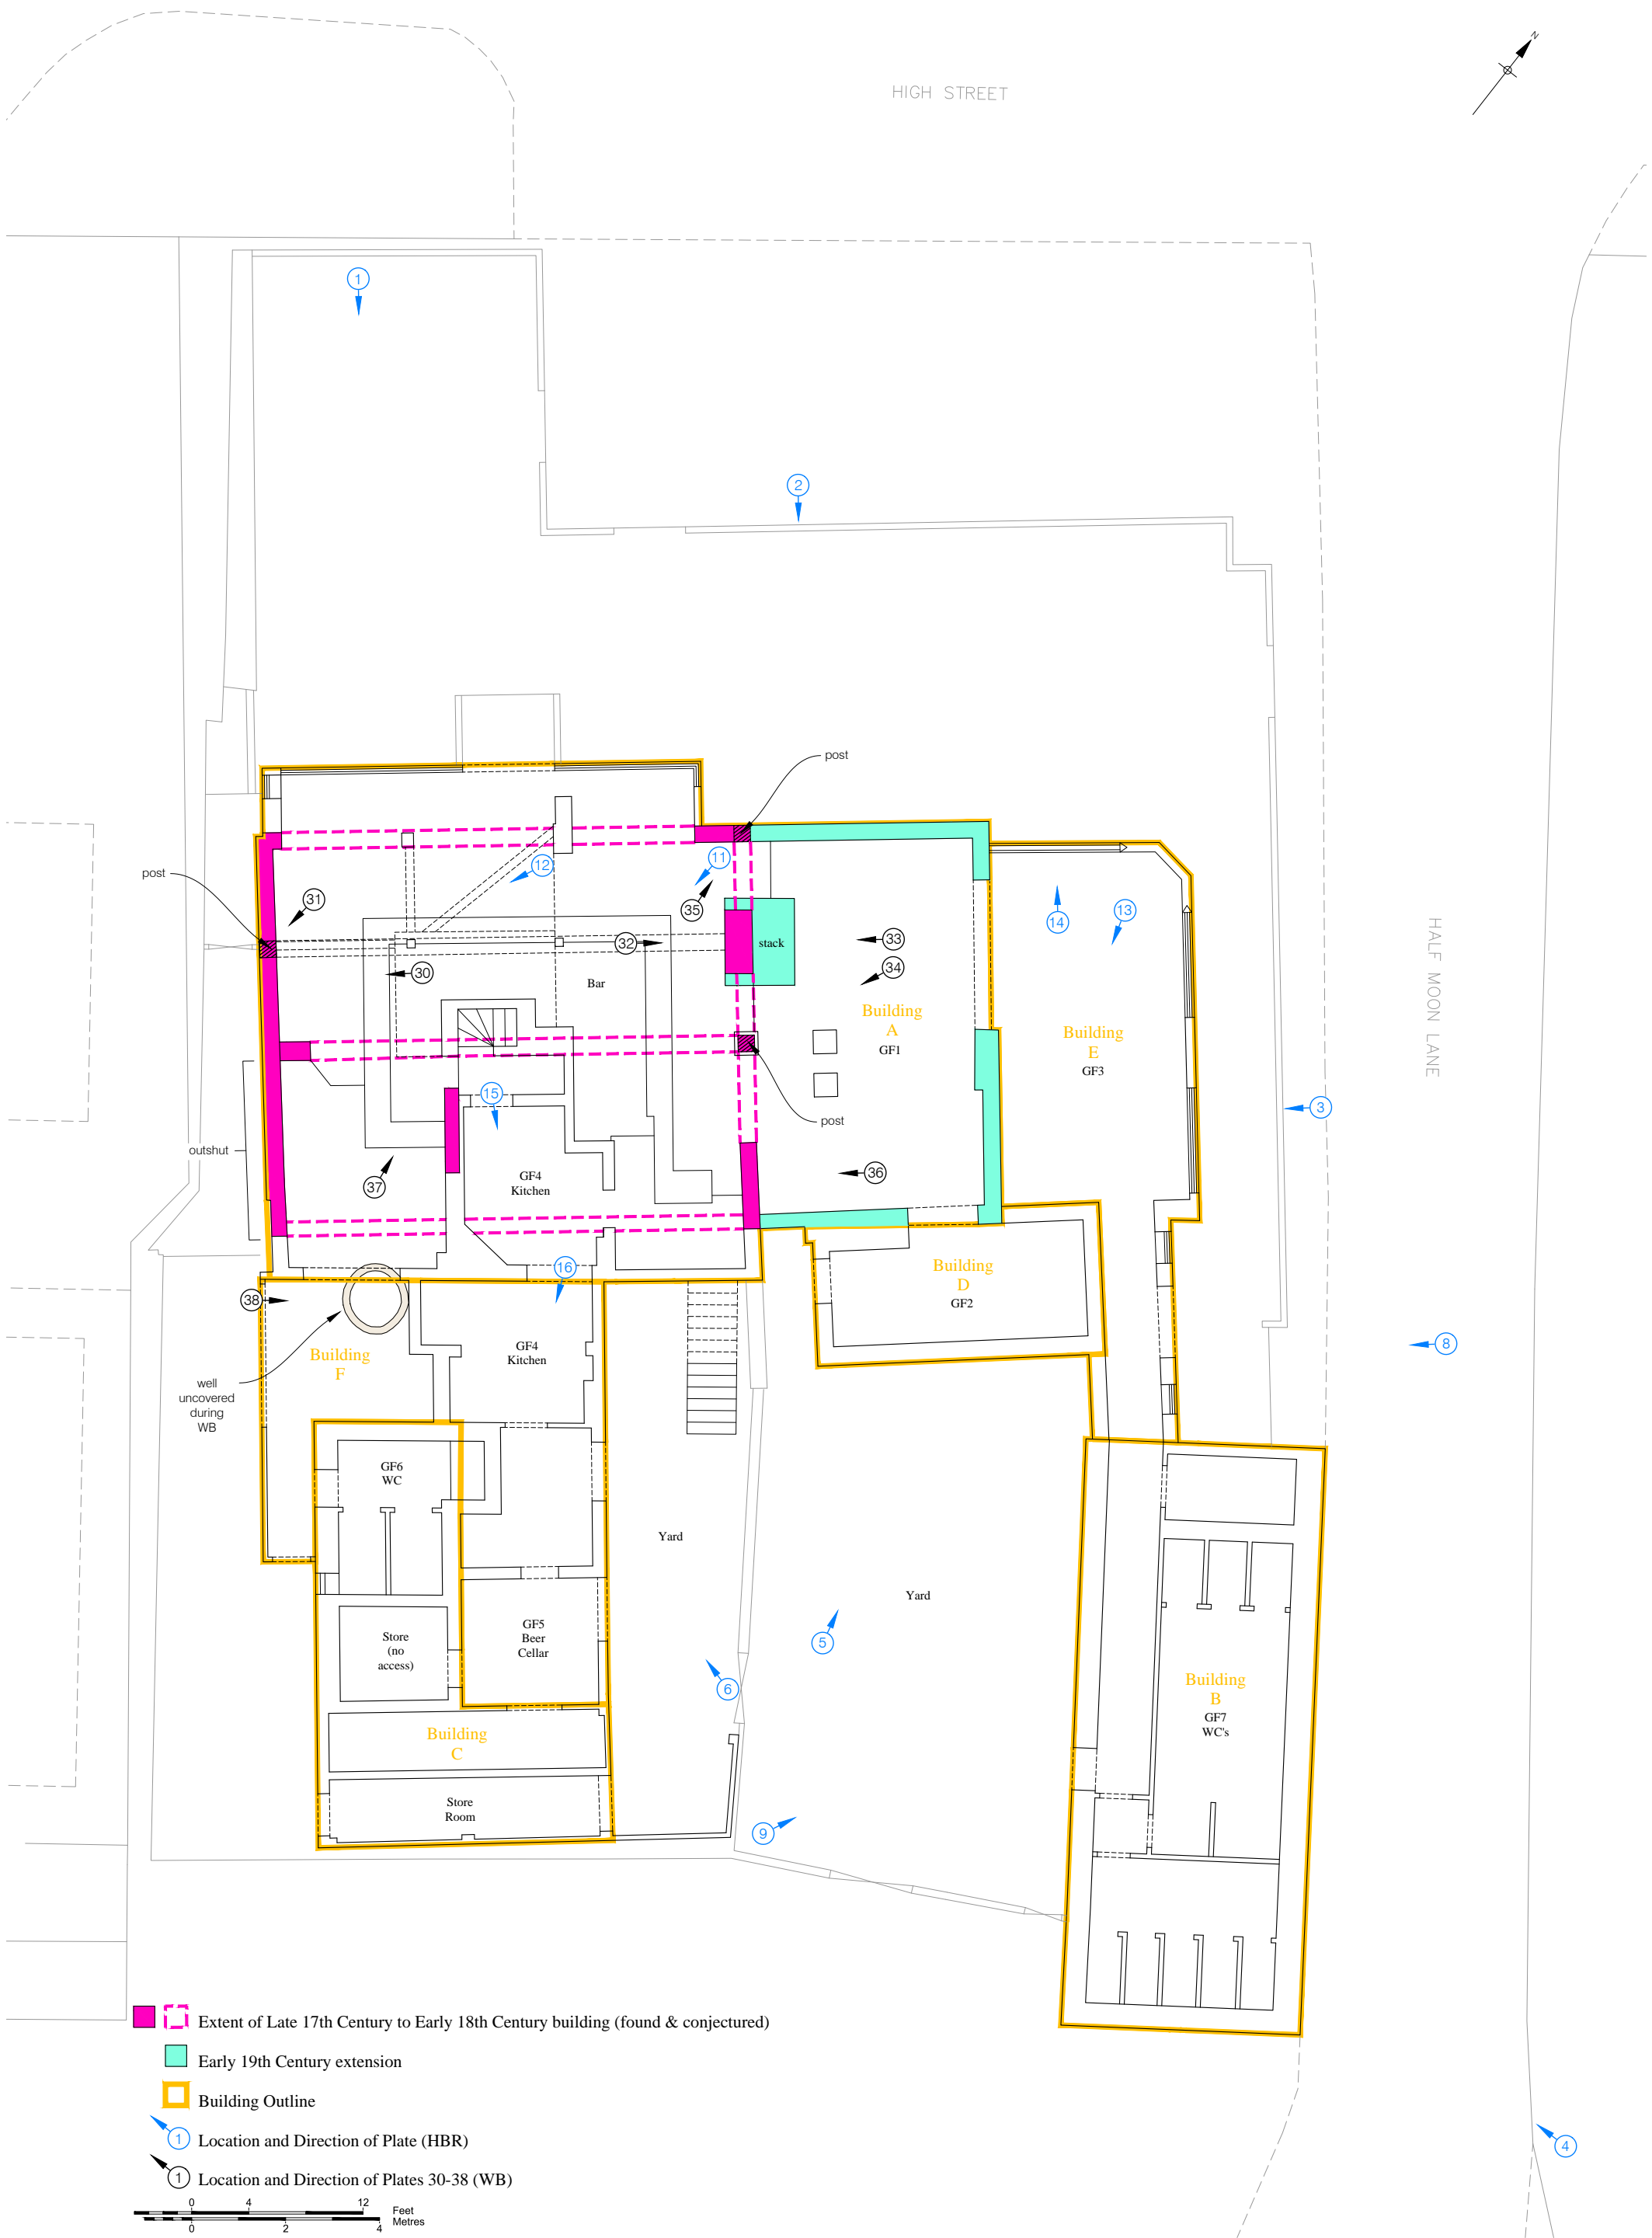 N
HIGH STREET
1
2
post
post
12
11
31
35
14
13
32
33
stack
34
30
Bar
Building
A
GF1
Building
E
GF3
HALF MOON LANE
15
3
post
outshut
37
GF4
Kitchen
36
16
Building
D
GF2
38
Building
F
GF4
Kitchen
8
well
uncovered
during
WB
GF6
WC
Yard
Yard
Store
(no
access)
GF5
Beer
Cellar
5
6
Building
B
GF7
WC's
Building
C
Store
Room
9
Extent of Late 17th Century to Early 18th Century building (found & conjectured)
Early 19th Century extension
Building Outline
1 Location and Direction of Plate (HBR)
4
1 Location and Direction of Plates 30-38 (WB)
0 4 12 Feet
0 2 4 Metres